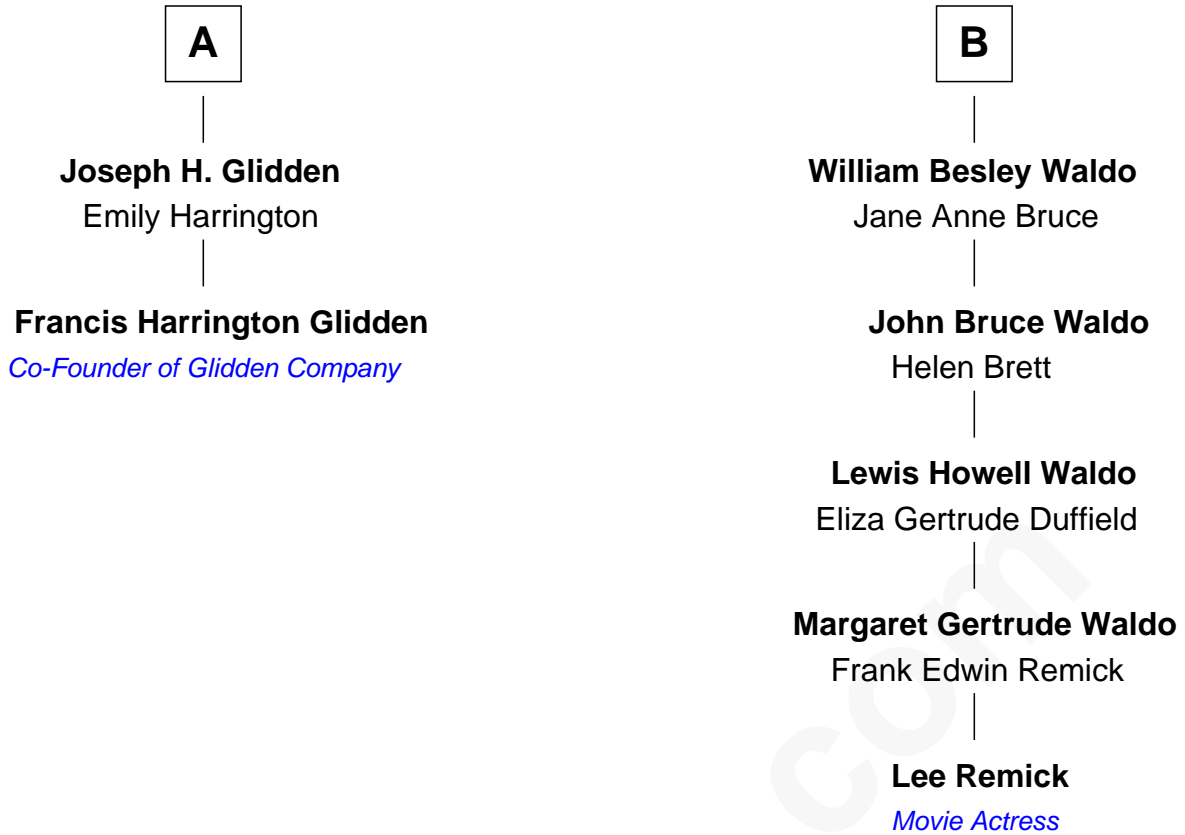 A
Joseph H. Glidden
Emily Harrington
Francis Harrington Glidden
Co-Founder of Glidden Company
B
William Besley Waldo
Jane Anne Bruce
John Bruce Waldo
Helen Brett
Lewis Howell Waldo
Eliza Gertrude Duffield
Margaret Gertrude Waldo
Frank Edwin Remick
Lee Remick
Movie Actress
com